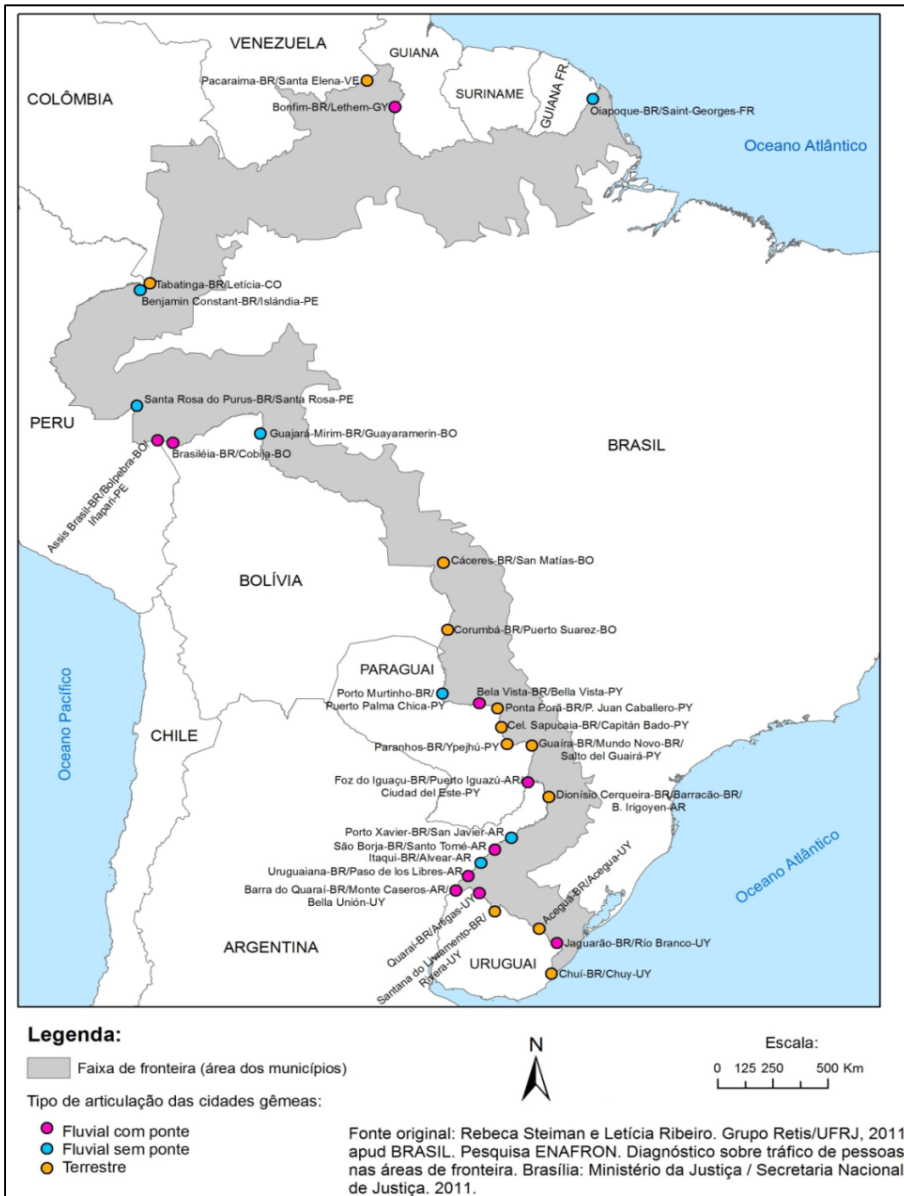 VENEZUELA
GUIANA
Pacaraima-BR/Santa Elena-VE
COLÔMBIA
SURINAME
GUIANA FR.
Bonfim-BR/Lethem-GY
Oiapoque-BR/Saint-Georges-FR
Oceano Atlântico
Tabatinga-BR/Letícia-CO
Benjamin Constant-BR/Islándia-PE
Santa Rosa do Purus-BR/Santa Rosa-PE
PERU
Guajará-Mirim-BR/Guayaramerin-BO
BRASIL
Brasiléia-BR/Cobija-BO
Assis Brasil-BR/Bolpebra-BO/
Iñapari-PE
Cáceres-BR/San Matías-BO
BOLÍVIA
Corumbá-BR/Puerto Suarez-BO
PARAGUAI
Porto Murtinho-BR/
Puerto Palma Chica-PY
Bela Vista-BR/Bella Vista-PY
Ponta Porã-BR/P. Juan Caballero-PY
Oceano Pacífico
CHILE
Cel. Sapucaia-BR/Capitán Bado-PY
Paranhos-BR/Ypejhú-PY
Guaíra-BR/Mundo Novo-BR/
Salto del Guairá-PY
Foz do Iguaçu-BR/Puerto Iguazú-AR/
Ciudad del Este-PY
Dionísio Cerqueira-BR/Barracão-BR/
B. Irigoyen-AR
Porto Xavier-BR/San Javier-AR
São Borja-BR/Santo Tomé-AR
Itaqui-BR/Alvear-AR
Uruguaiana-BR/Paso de los Libres-AR
Barra do Quaraí-BR/Monte Caseros-AR/
Bella Unión-UY
Oceano Atlântico
Quaraí-BR/Artigas-UY
Santana do Livramento-BR/
Rivera-UY
Aceguá-BR/Acegua-UY
Jaguarão-BR/Río Branco-UY
ARGENTINA
URUGUAI
Chuí-BR/Chuy-UY
Legenda:
Faixa de fronteira (área dos municípios)
Tipo de articulação das cidades gêmeas:
Fluvial com ponte
Fluvial sem ponte
Terrestre
N
Escala:
0 125 250 500 Km
Fonte original: Rebeca Steiman e Letícia Ribeiro. Grupo Retis/UFRJ, 2011
apud BRASIL. Pesquisa ENAFRON. Diagnóstico sobre tráfico de pessoas
nas áreas de fronteira. Brasília: Ministério da Justiça / Secretaria Nacional
de Justiça. 2011.